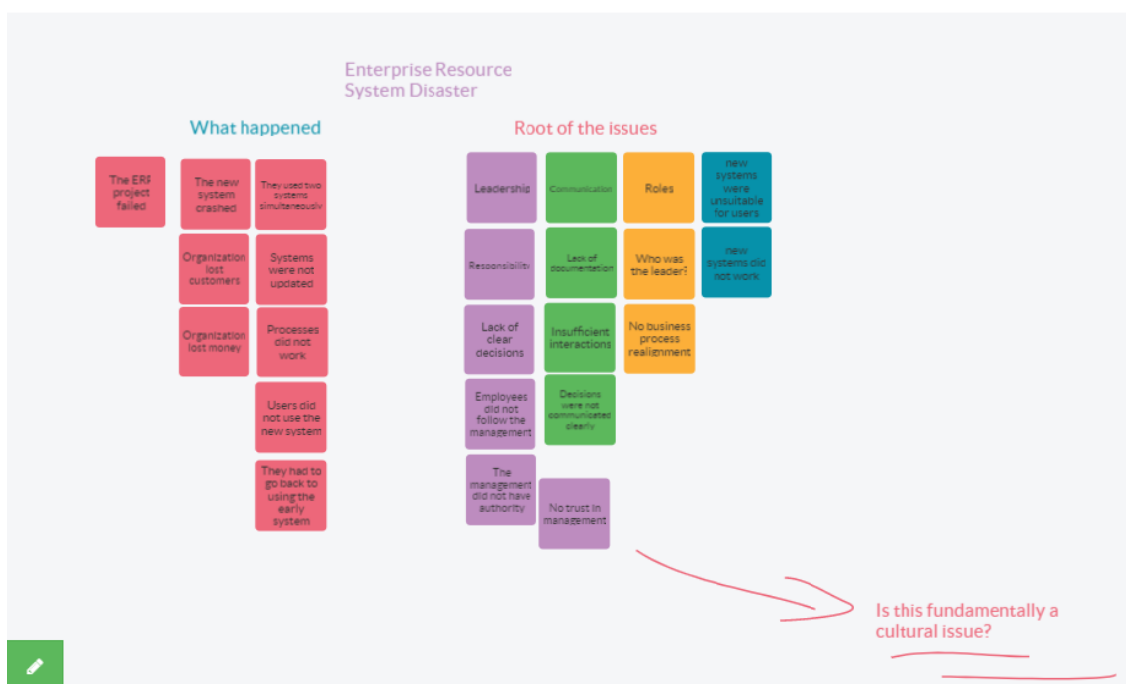 Enterprise Resource
System Disaster
What happened
Root of the issues
The ERP
project
failed
The new
system
crashed
They used two
systems
simultaneously
Organization
lost
customers
Systems
were not
updated
Organization
lost money
Processes
did not
work
Users did
not use the
new system
They had to
go back to
using the
early
system
Leadership
Communication
Roles
new
systems
were
unsuitable
for users
Responsibility
Lack of
documentation
Who was
the leader?
new
systems did
not work
Lack of
clear
decisions
Insufficient
interactions
No business
process
realignment
Employees
did not
follow the
management
Decisions
were not
communicated
clearly
The
management
did not have
authority
No trust in
management
Is this fundamentally a
cultural issue?